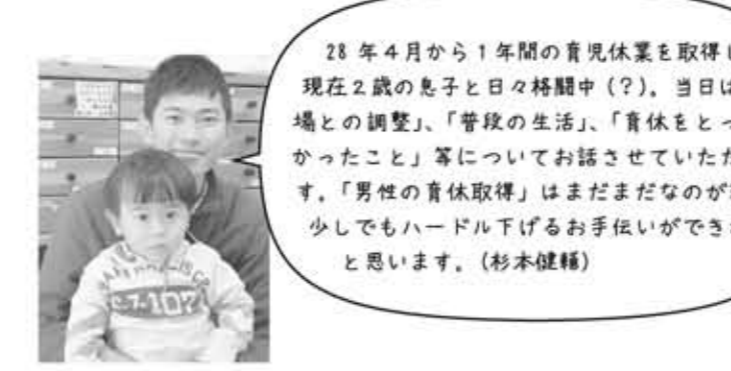 28年4月から1年間の育児休業を取得し
現在2歳の息子と日々格闘中(?)。当日は
場との調整」、「普段の生活」、「育休をとっ
かったこと」等についてお話させていただ
す。「男性の育休取得」はまだまだなのが
少しでもハードル下げるお手伝いができ
と思います。(杉本健輔)